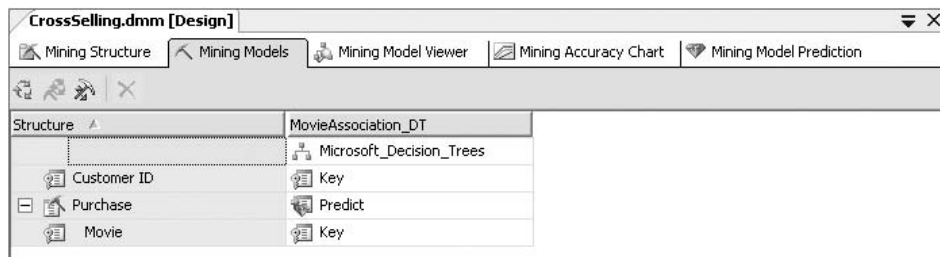 CrossSelling.dmm [Design]
Mining Structure Mining Models Mining Model Viewer Mining Accuracy Chart Mining Model Prediction
Structure MovieAssociation_DT
Microsoft_Decision_Trees
Customer ID Key
Purchase Predict
Movie Key